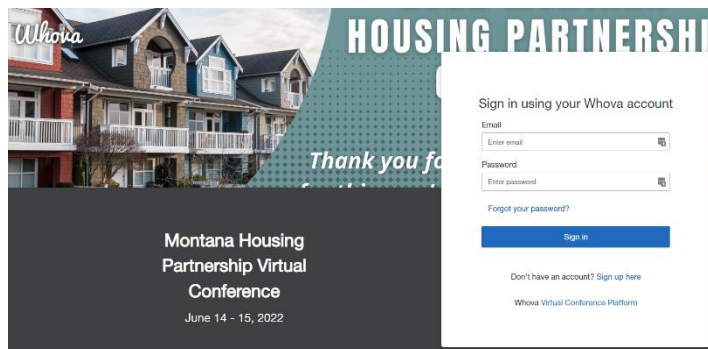 Whova
HOUSING PARTNERSHI
Thank you fo
Sign in using your Whova account
Email
Enter email
Password
Enter password
Forgot your password?
Sign in
Don't have an account? Sign up here
Whova Virtual Conference Platform
Montana Housing
Partnership Virtual
Conference
June 14 - 15, 2022